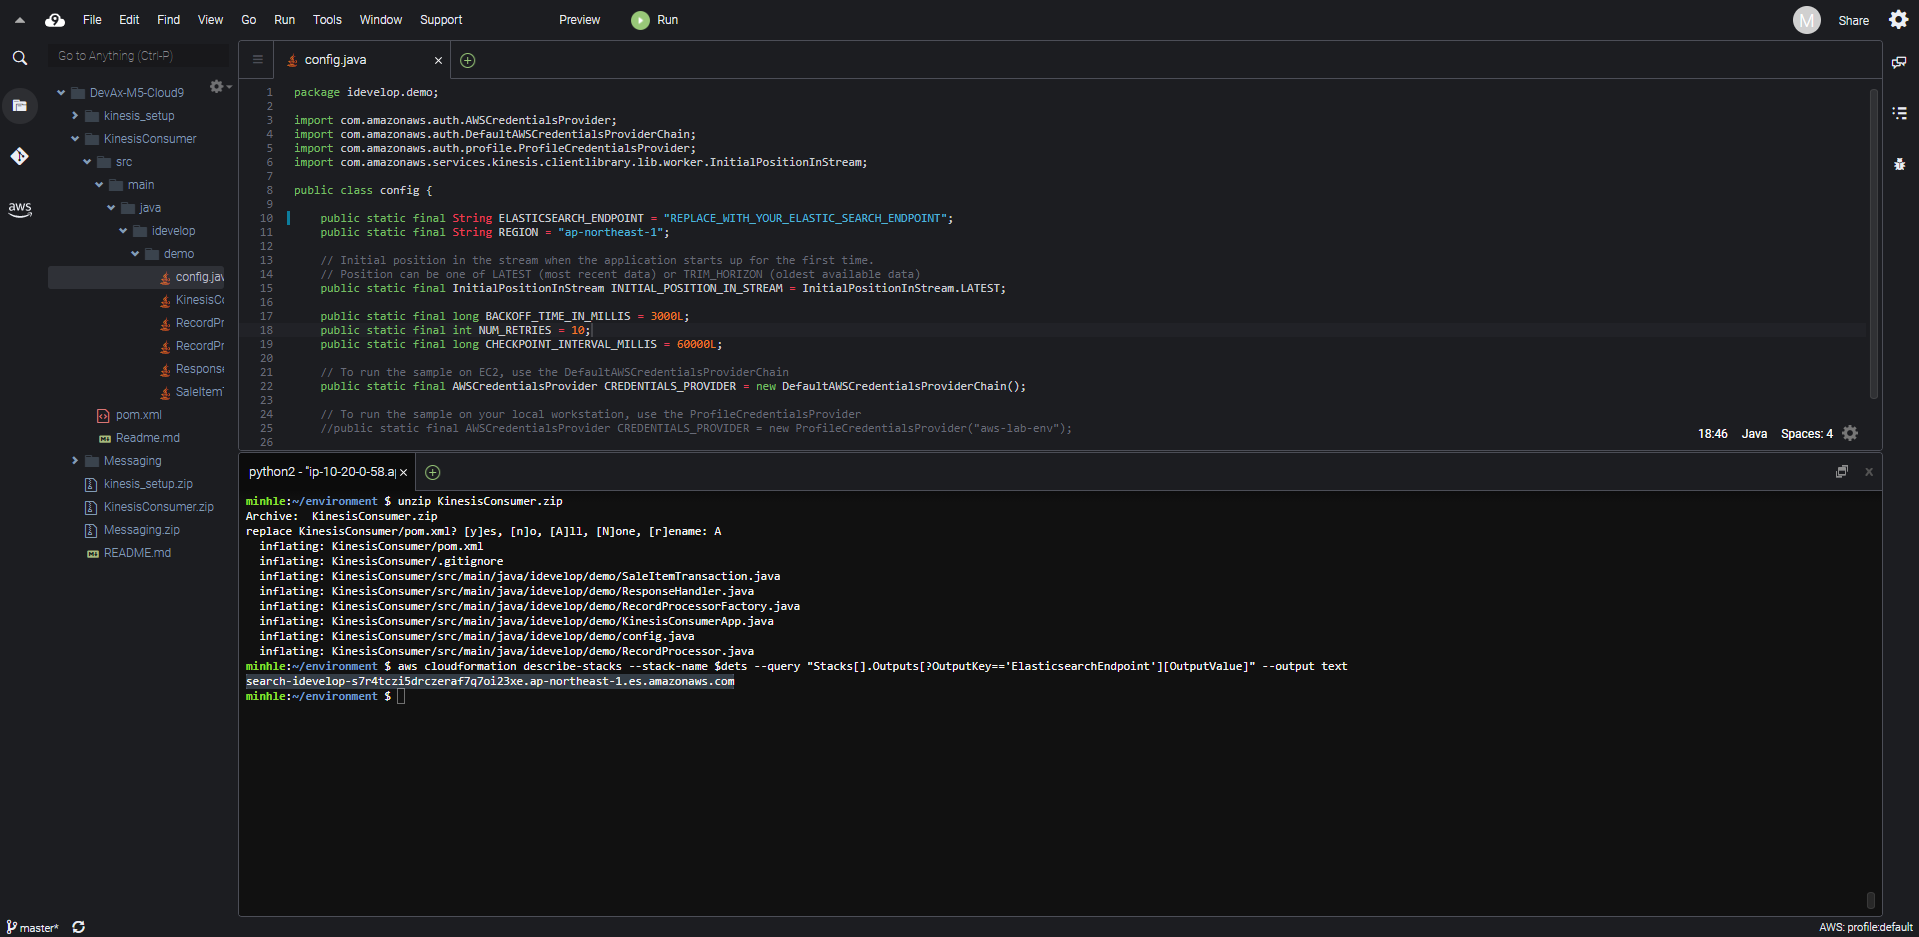 File Edit Find View Go Run Tools Window Support Preview Run M Share
Go to Anything (Ctrl-P)
DevAx-M5-Cloud9
kinesis_setup
KinesisConsumer
src
main
java
idevelop
demo
config.jav
KinesisCo
RecordPr
RecordPr
Response
SaleItem
pom.xml
Readme.md
Messaging
kinesis_setup.zip
KinesisConsumer.zip
Messaging.zip
README.md
aws
config.java
1 package idevelop.demo;
2
3 import com.amazonaws.auth.AWSCredentialsProvider;
4 import com.amazonaws.auth.DefaultAWSCredentialsProviderChain;
5 import com.amazonaws.auth.profile.ProfileCredentialsProvider;
6 import com.amazonaws.services.kinesis.clientlibrary.lib.worker.InitialPositionInStream;
7
8 public class config {
9
10 public static final String ELASTICSEARCH_ENDPOINT = "REPLACE_WITH_YOUR_ELASTIC_SEARCH_ENDPOINT";
11 public static final String REGION = "ap-northeast-1";
12
13 // Initial position in the stream when the application starts up for the first time.
14 // Position can be one of LATEST (most recent data) or TRIM_HORIZON (oldest available data)
15 public static final InitialPositionInStream INITIAL_POSITION_IN_STREAM = InitialPositionInStream.LATEST;
16
17 public static final long BACKOFF_TIME_IN_MILLIS = 3000L;
18 public static final int NUM_RETRIES = 10;
19 public static final long CHECKPOINT_INTERVAL_MILLIS = 60000L;
20
21 // To run the sample on EC2, use the DefaultAWSCredentialsProviderChain
22 public static final AWSCredentialsProvider CREDENTIALS_PROVIDER = new DefaultAWSCredentialsProviderChain();
23
24 // To run the sample on your local workstation, use the ProfileCredentialsProvider
25 //public static final AWSCredentialsProvider CREDENTIALS_PROVIDER = new ProfileCredentialsProvider("aws-lab-env");
26
18:46 Java Spaces: 4
python2 - "ip-10-20-0-58.ap
minhle:~/environment $ unzip KinesisConsumer.zip
Archive:  KinesisConsumer.zip
replace KinesisConsumer/pom.xml? [y]es, [n]o, [A]ll, [N]one, [r]ename: A
inflating: KinesisConsumer/pom.xml
inflating: KinesisConsumer/.gitignore
inflating: KinesisConsumer/src/main/java/idevelop/demo/SaleItemTransaction.java
inflating: KinesisConsumer/src/main/java/idevelop/demo/ResponseHandler.java
inflating: KinesisConsumer/src/main/java/idevelop/demo/RecordProcessorFactory.java
inflating: KinesisConsumer/src/main/java/idevelop/demo/KinesisConsumerApp.java
inflating: KinesisConsumer/src/main/java/idevelop/demo/config.java
inflating: KinesisConsumer/src/main/java/idevelop/demo/RecordProcessor.java
minhle:~/environment $ aws cloudformation describe-stacks --stack-name $dets --query "Stacks[].Outputs[?OutputKey=='ElasticsearchEndpoint'][OutputValue]" --output text
search-idevelop-s7r4tczi5drczeraf7q7oi23xe.ap-northeast-1.es.amazonaws.com
minhle:~/environment $
master*
AWS: profile:default